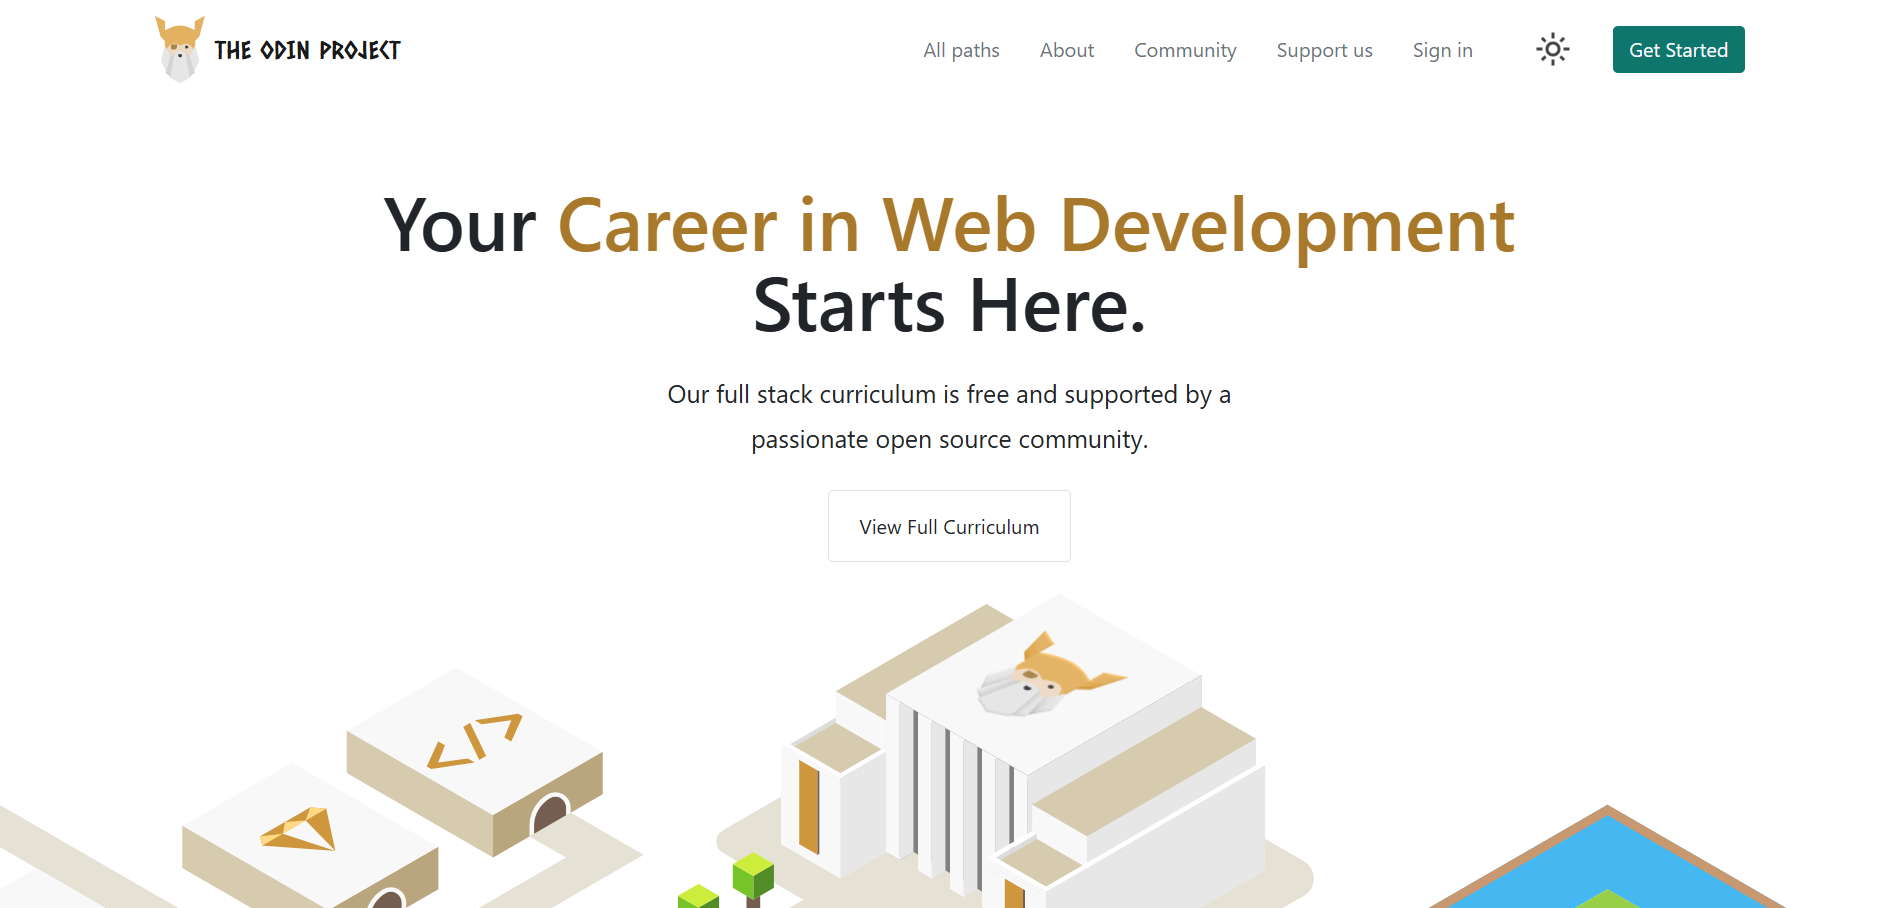 THE ODIN PROJECT
All paths
About
Community
Support us
Sign in
Get Started
Your Career in Web Development
Starts Here.
Our full stack curriculum is free and supported by a
passionate open source community.
View Full Curriculum
</>